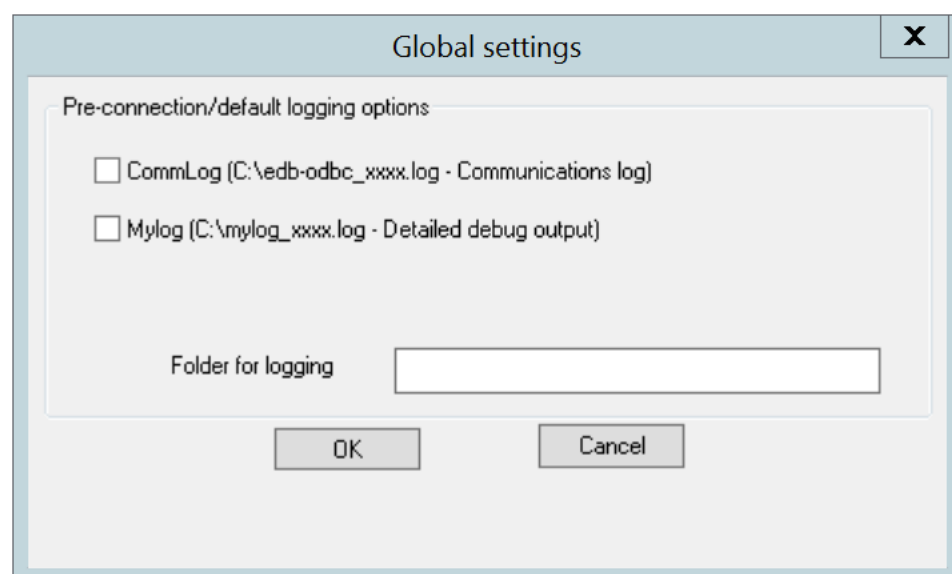 Global settings
X
Pre-connection/default logging options
CommLog (C:\edb-odbc_xxxx.log - Communications log)
Mylog (C:\mylog_xxxx.log - Detailed debug output)
Folder for logging
OK
Cancel